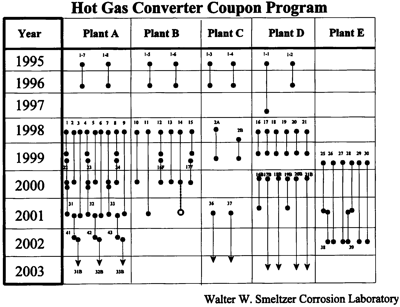 Hot Gas Converter Coupon Program
Year Plant A Plant B Plant C Plant D Plant E
1995 1-7 1-8 1-5 1-6 1-3 1-4 1-1 1-2
1996
1997
1998 1 2 3 4 5 6 7 8 9 10 11 12 13 14 15 2A 2B 16 17 18 19 20 21
1999 25 26 27 28 29 30
2000
2001 31 32 33 36 37
2002 41 42 43 38 39
2003 31B 32B 33B
Walter W. Smeltzer Corrosion Laboratory